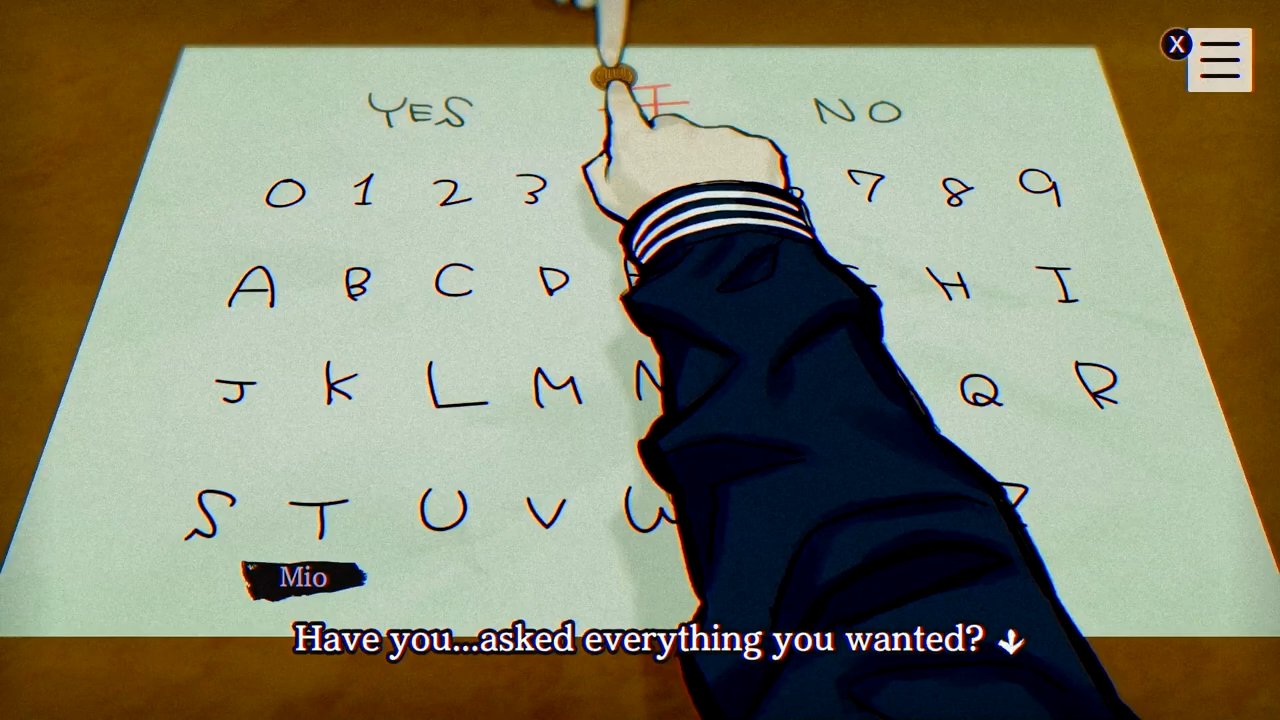 X
YES NO
0 1 2 3 7 8 9
A B C D H I
J K L M N Q R
S T U V W
Mio
Have you...asked everything you wanted?